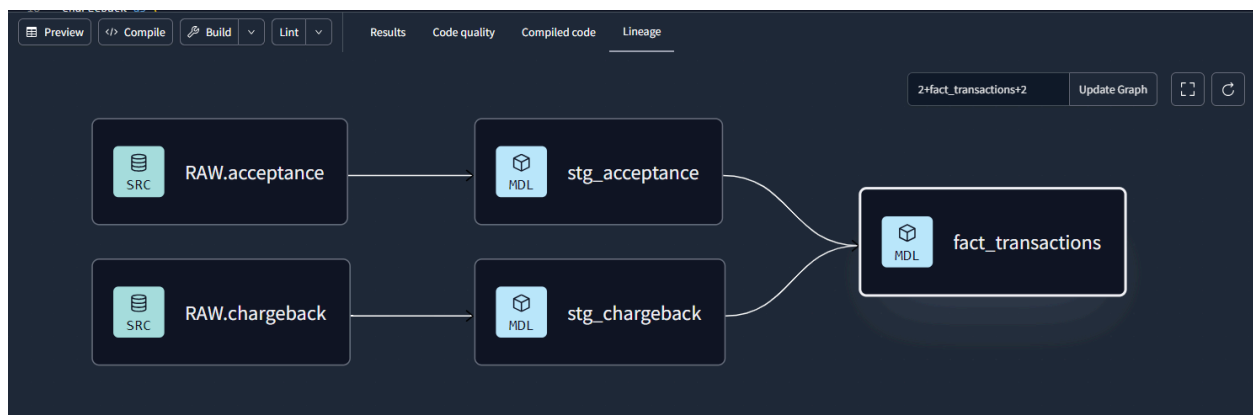 Preview </> Compile Build Lint Results Code quality Compiled code Lineage
2+fact_transactions+2 Update Graph
SRC RAW.acceptance
MDL stg_acceptance
MDL fact_transactions
SRC RAW.chargeback
MDL stg_chargeback